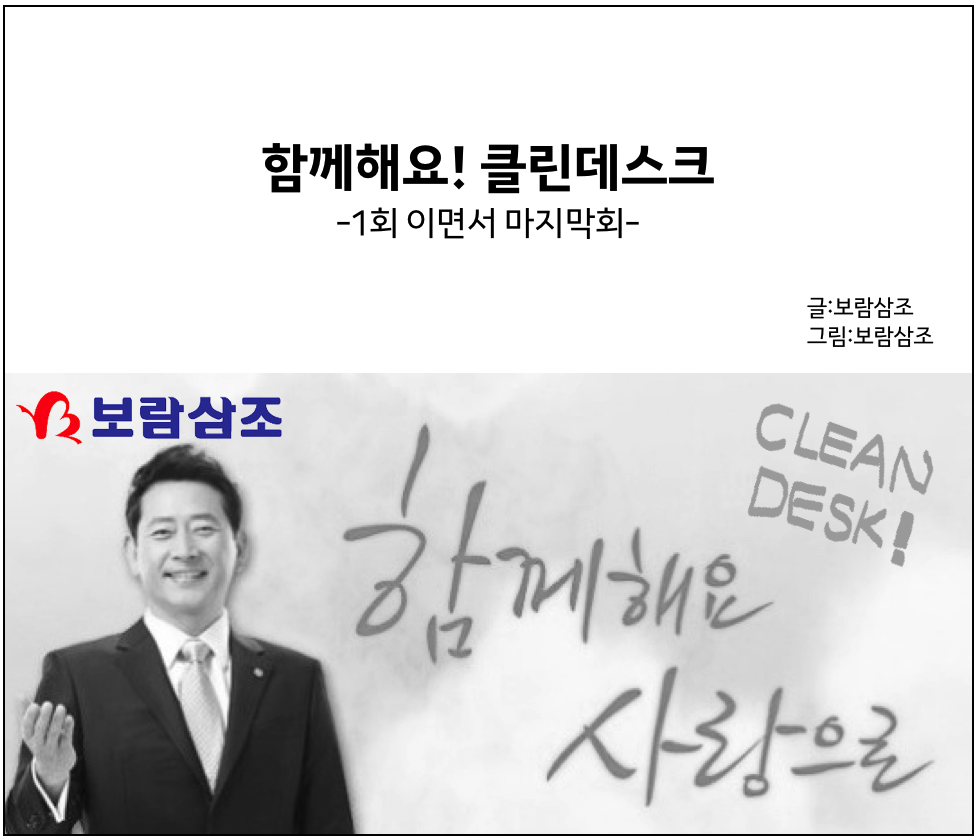 함께해요! 클린데스크
-1회 이면서 마지막회-
글:보람삼조
그림:보람삼조
보람삼조
CLEAN
DESK!
함께해요
사랑으로